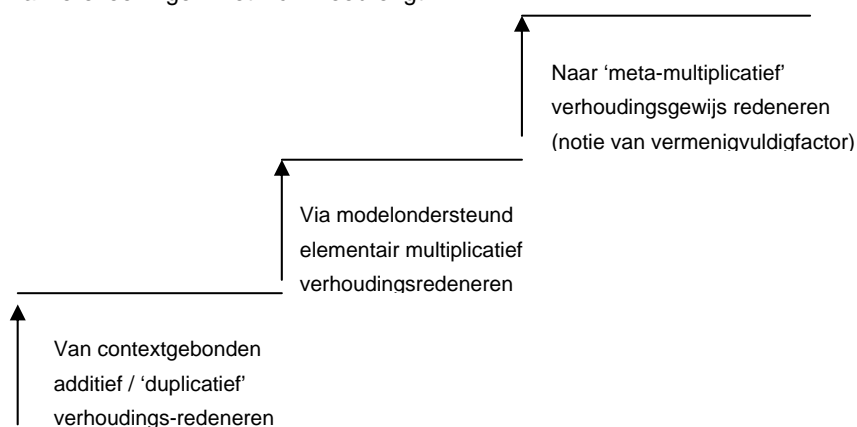 Naar ‘meta-multiplicatief’
verhoudingsgewijs redeneren
(notie van vermenigvuldigfactor)
Via modelondersteund
elementair multiplicatief
verhoudingsredeneren
Van contextgebonden
additief / ‘duplicatief’
verhoudings-redeneren